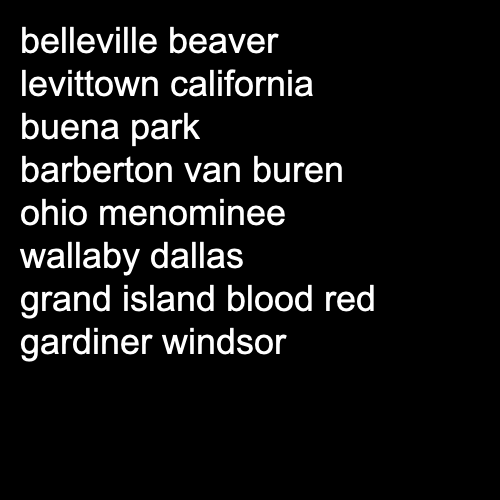 belleville beaver
levittown california
buena park
barberton van buren
ohio menominee
wallaby dallas
grand island blood red
gardiner windsor